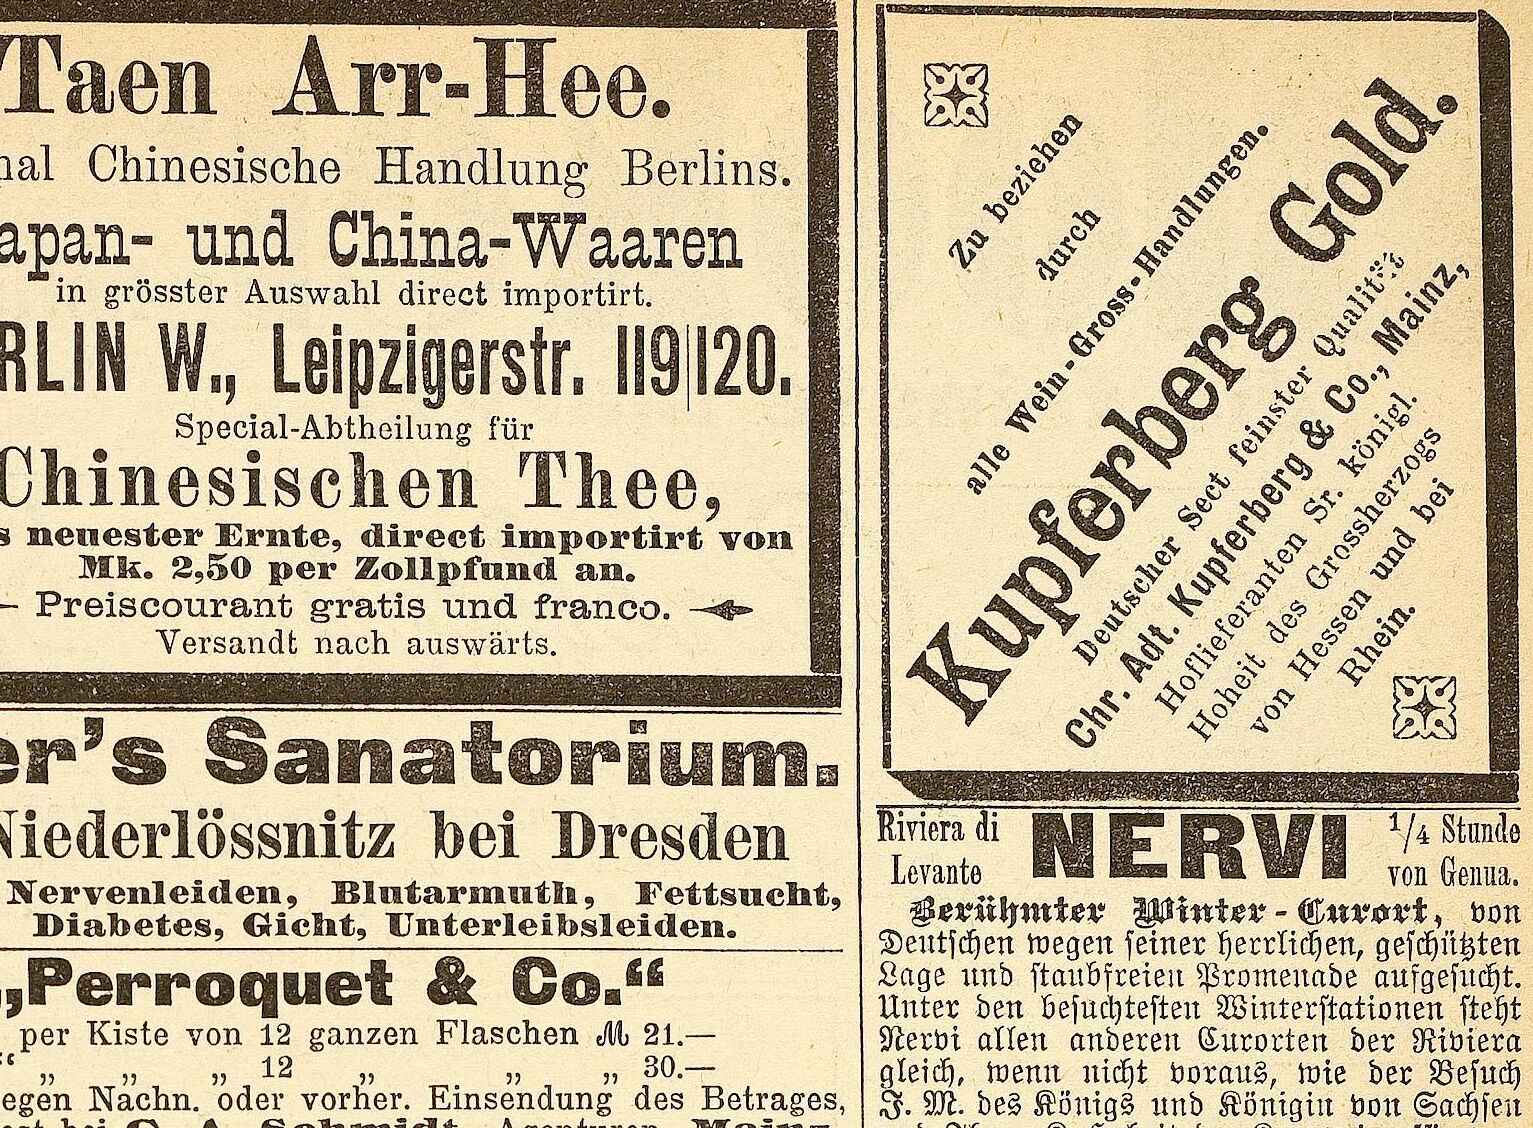 Taen Arr-Hee.
Chinesische Handlung Berlins.
und China-Waaren
in grösster Auswahl direct importirt.
W., Leipzigerstr. 119|120.
Special-Abtheilung für
Chinesischen Thee,
neuester Ernte, direct importirt von
Mk. 2,50 per Zollpfund an.
Preiscourant gratis und franco.
Versandt nach auswärts.
er's Sanatorium.
Niederlössnitz bei Dresden
Nervenleiden, Blutarmuth, Fettsucht,
Diabetes, Gicht, Unterleibsleiden.
„Perroquet & Co.“
per Kiste von 12 ganzen Flaschen ℳ 21.—
“ „ „ „ 12 „ „ „ 30.—
egen Nachn. oder vorher. Einsendung des Betrages,
bei C. A. Schmidt, Agenturen, Mainz.
Zu beziehen
durch
alle Wein-Gross-Handlungen.
Kupferberg Gold.
Deutscher Sect feinster Qualität
Chr. Adt. Kupferberg & Co., Mainz,
Hoflieferanten Sr. königl.
Hoheit des Grossherzogs
von Hessen und bei
Rhein.
Riviera di Levante NERVI ¼ Stunde von Genua.
Berühmter Winter-Curort, von
Deutschen wegen seiner herrlichen, geschützten
Lage und staubfreien Promenade aufgesucht.
Unter den besuchtesten Winterstationen steht
Nervi allen anderen Curorten der Riviera
gleich, wenn nicht voraus, wie der Besuch
J. M. des Königs und Königin von Sachsen